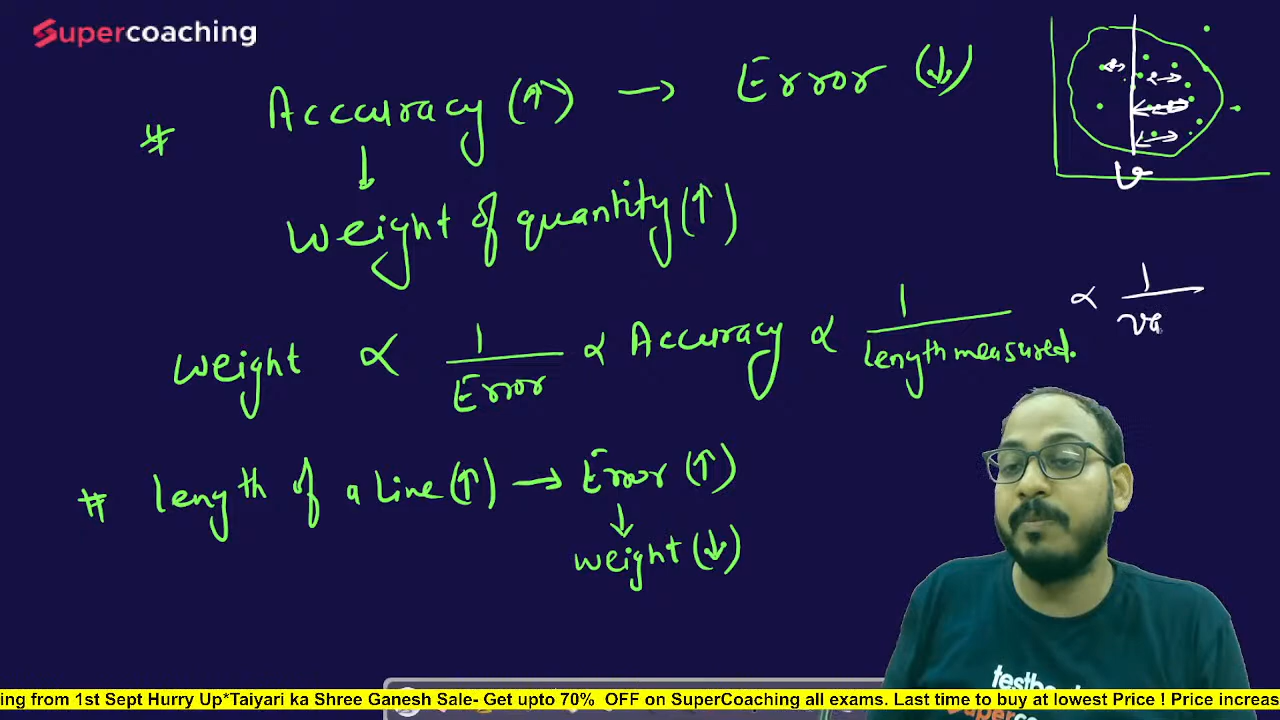 Supercoaching
# Accuracy (↑) → Error (↓)
↓
Weight of quantity (↑)
Weight ∝ 1/Error ∝ Accuracy ∝ 1/length measured. ∝ 1/va
# length of a Line (↑) → Error (↑)
↓
weight (↓)
ing from 1st Sept Hurry Up*Taiyari ka Shree Ganesh Sale- Get upto 70% OFF on SuperCoaching all exams. Last time to buy at lowest Price ! Price increas